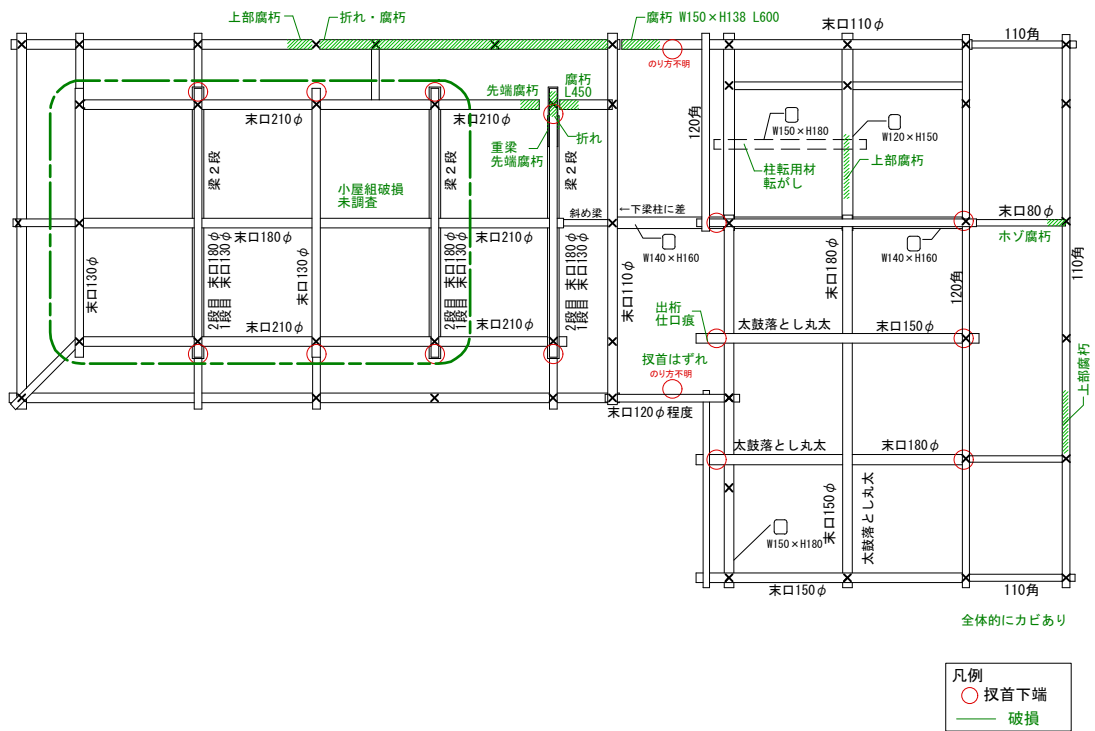 上部腐朽
折れ・腐朽
腐朽 W150×H138 L600
末口110φ
110角
のり方不明
先端腐朽
腐朽
L450
末口210φ
末口210φ
折れ
重梁
先端腐朽
120角
W150×H180
W120×H150
柱転用材
転がし
上部腐朽
梁2段
小屋組破損
未調査
梁2段
梁2段
斜め梁
←下梁柱に差
末口80φ
ホゾ腐朽
末口180φ
末口210φ
W140×H160
W140×H160
末口130φ
2段目 末口180φ
1段目 末口130φ
末口130φ
2段目 末口180φ
1段目 末口130φ
2段目 末口180φ
1段目 末口130φ
末口110φ
末口180φ
120角
110角
末口210φ
末口210φ
出桁
仕口痕
太鼓落とし丸太
末口150φ
扠首はずれ
のり方不明
上部腐朽
末口120φ程度
太鼓落とし丸太
末口180φ
末口150φ
太鼓落とし丸太
W150×H180
末口150φ
110角
全体的にカビあり
凡例
扠首下端
破損